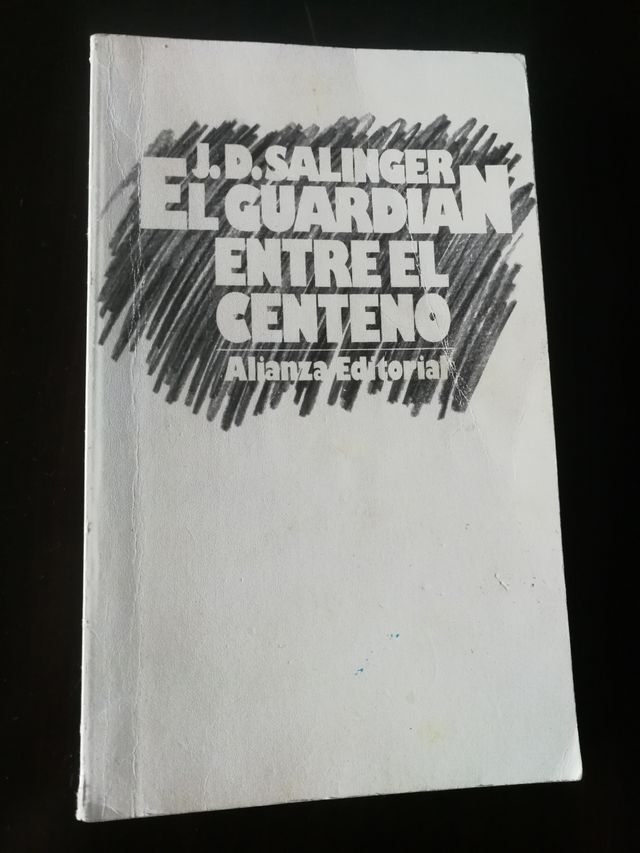 J. D. SALINGER
EL GUARDIAN
ENTRE EL
CENTENO
Alianza Editorial